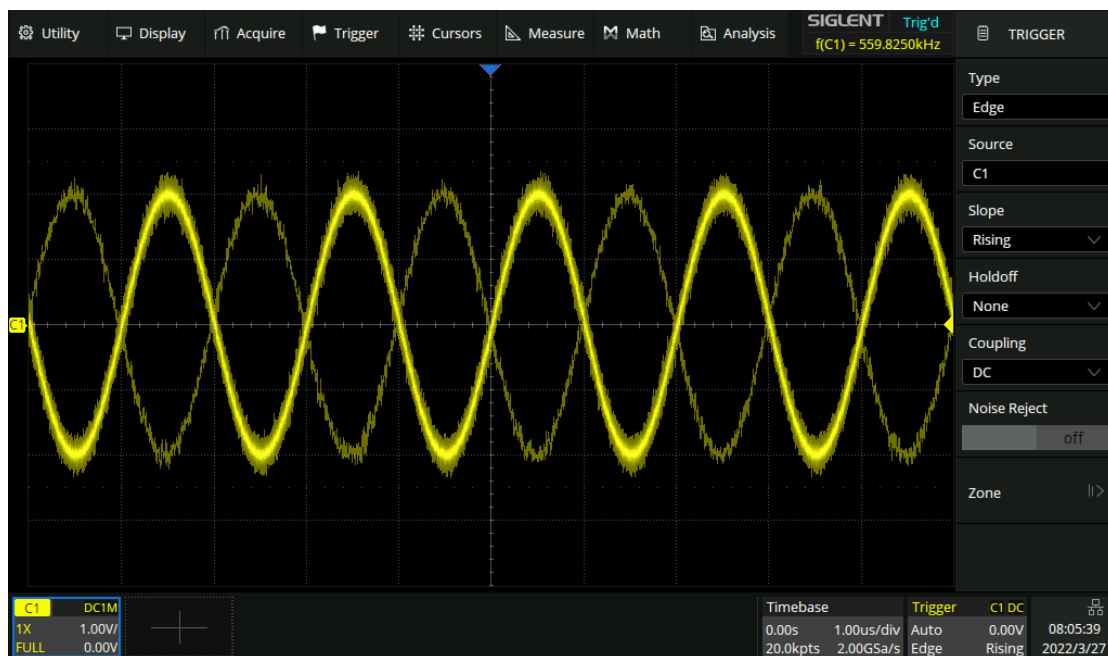 Utility Display Acquire Trigger Cursors Measure Math Analysis
SIGLENT Trig'd
f(C1) = 559.8250kHz
TRIGGER
Type
Edge
Source
C1
Slope
Rising
Holdoff
None
Coupling
DC
Noise Reject
off
Zone
C1
C1 DC1M
1X 1.00V/
FULL 0.00V
Timebase
0.00s 1.00us/div
20.0kpts 2.00GSa/s
Trigger C1 DC
Auto 0.00V
Edge Rising
08:05:39
2022/3/27